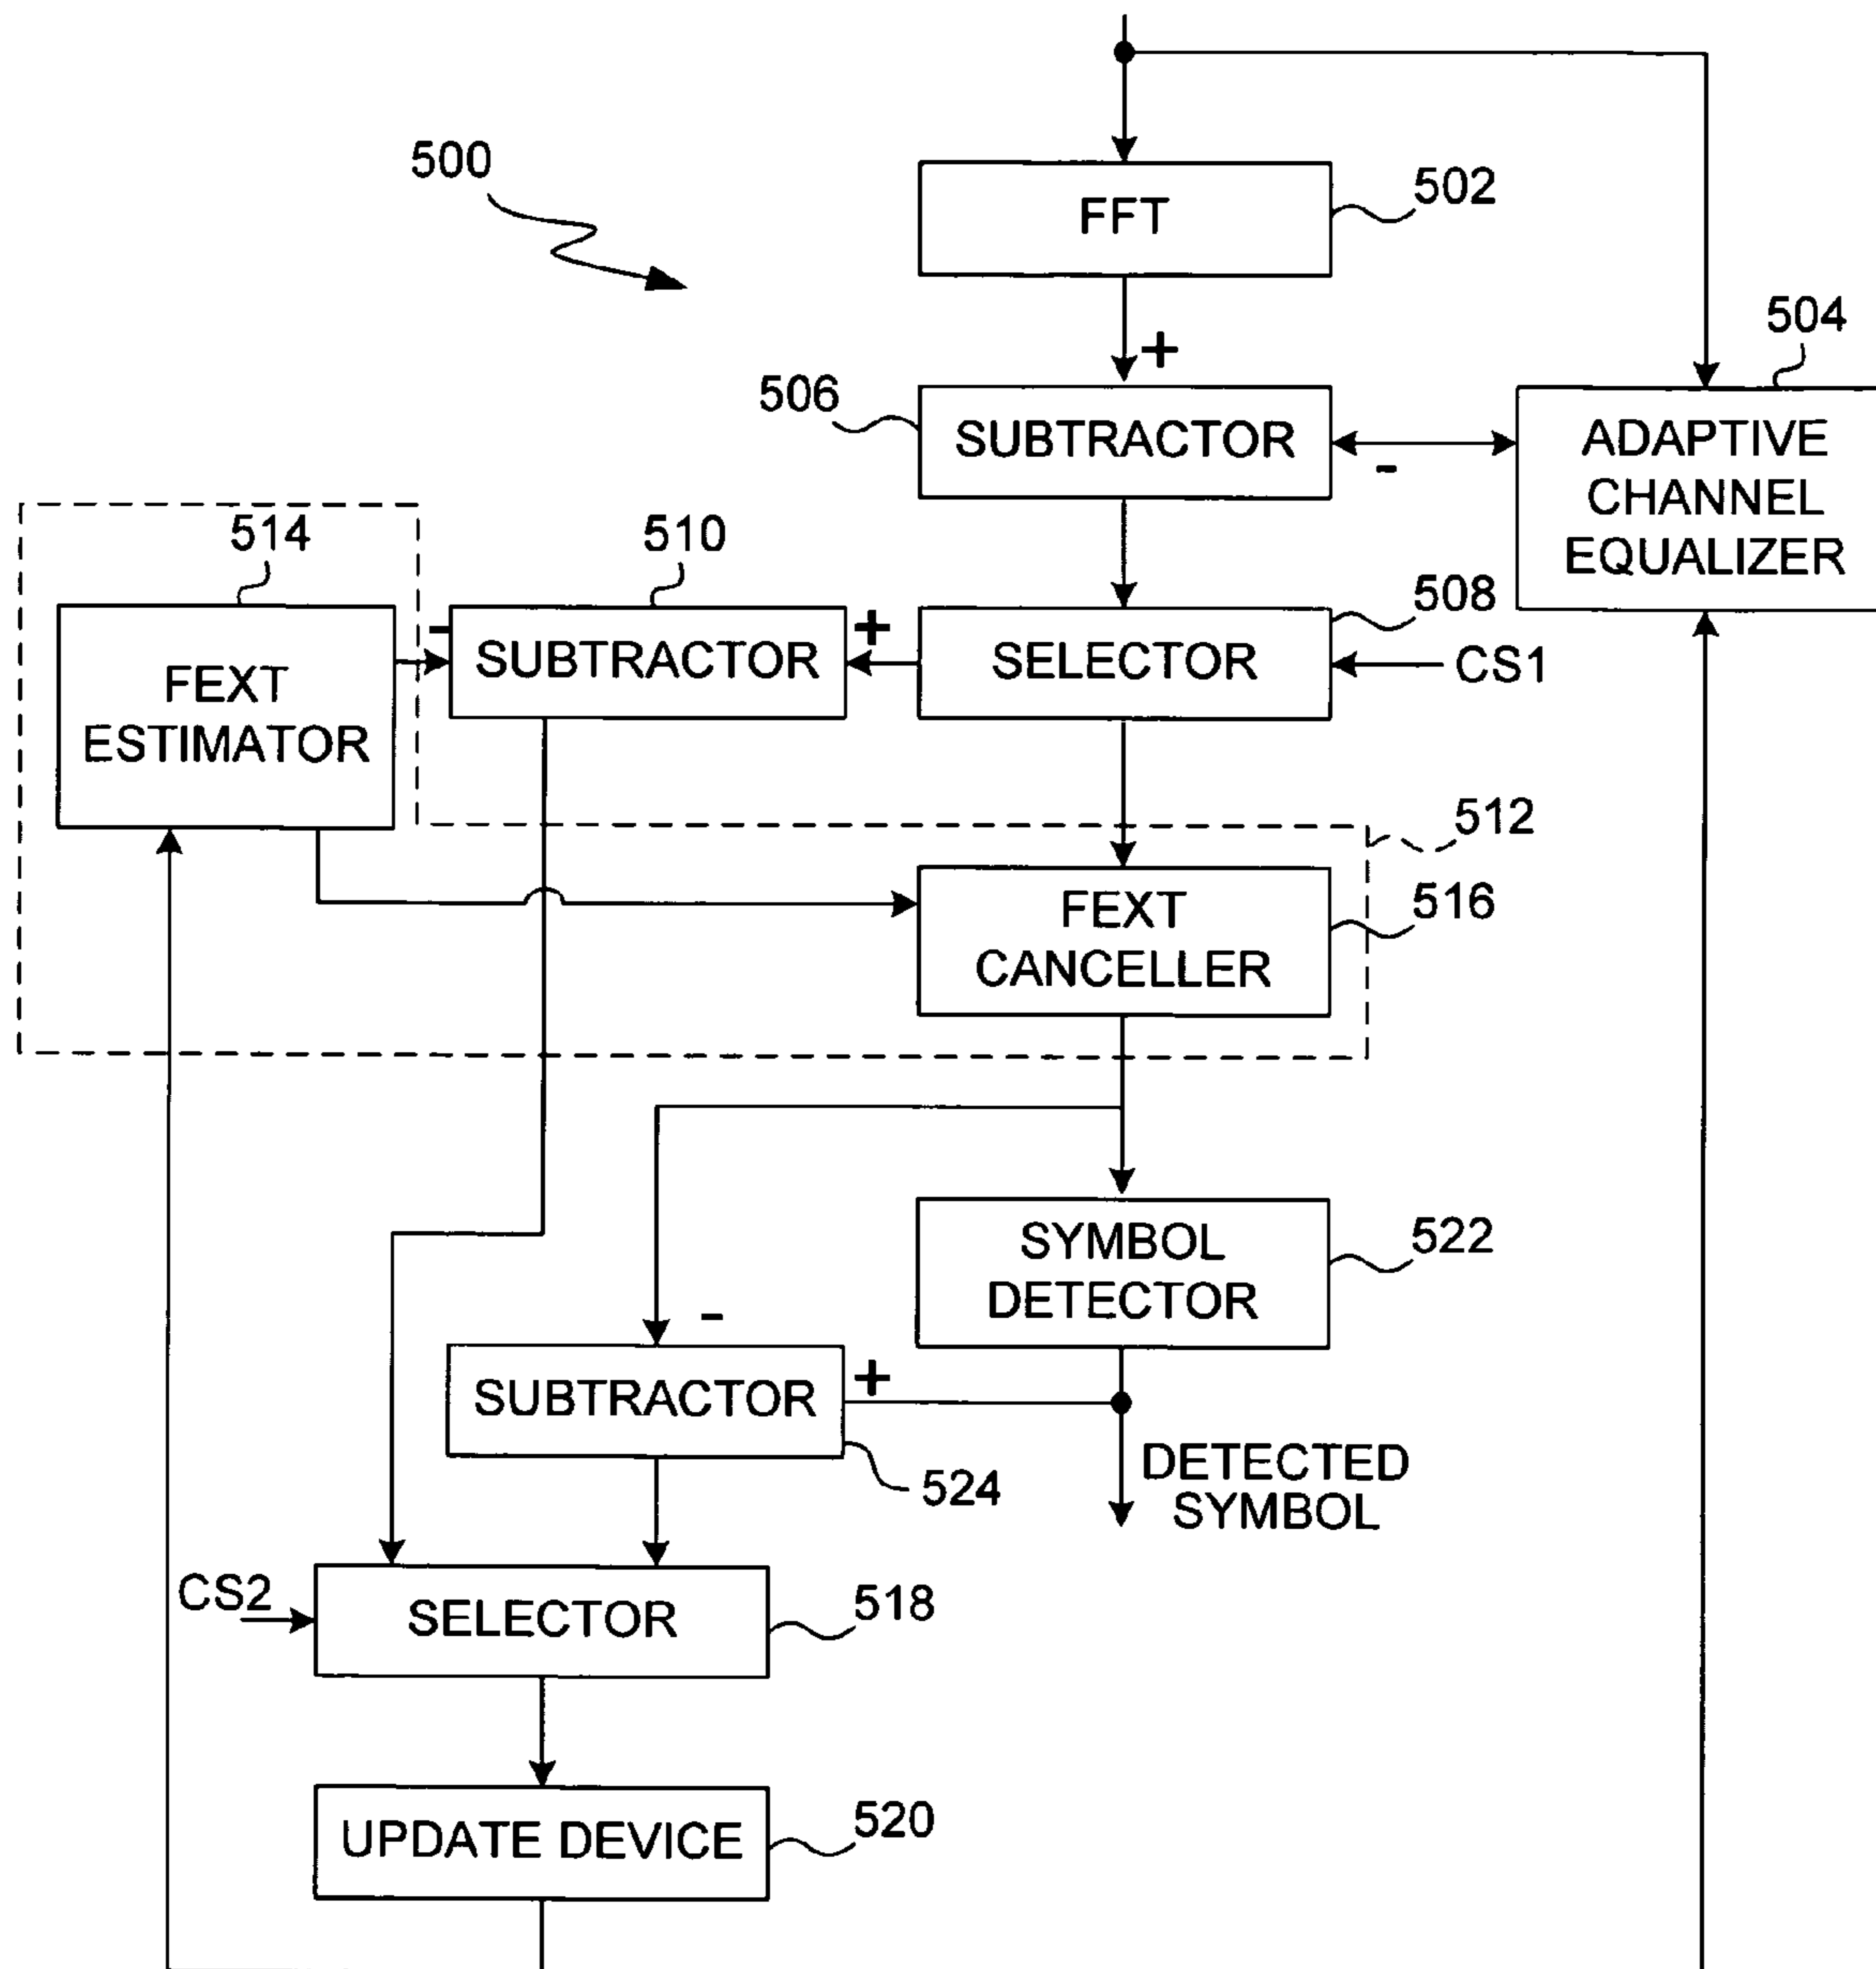 500
FFT
502
+
504
506
SUBTRACTOR
-
ADAPTIVE
CHANNEL
EQUALIZER
514
510
508
FEXT
ESTIMATOR
-
SUBTRACTOR
+
SELECTOR
CS1
512
FEXT
CANCELLER
516
SYMBOL
DETECTOR
522
-
SUBTRACTOR
+
524
DETECTED
SYMBOL
CS2
SELECTOR
518
UPDATE DEVICE
520